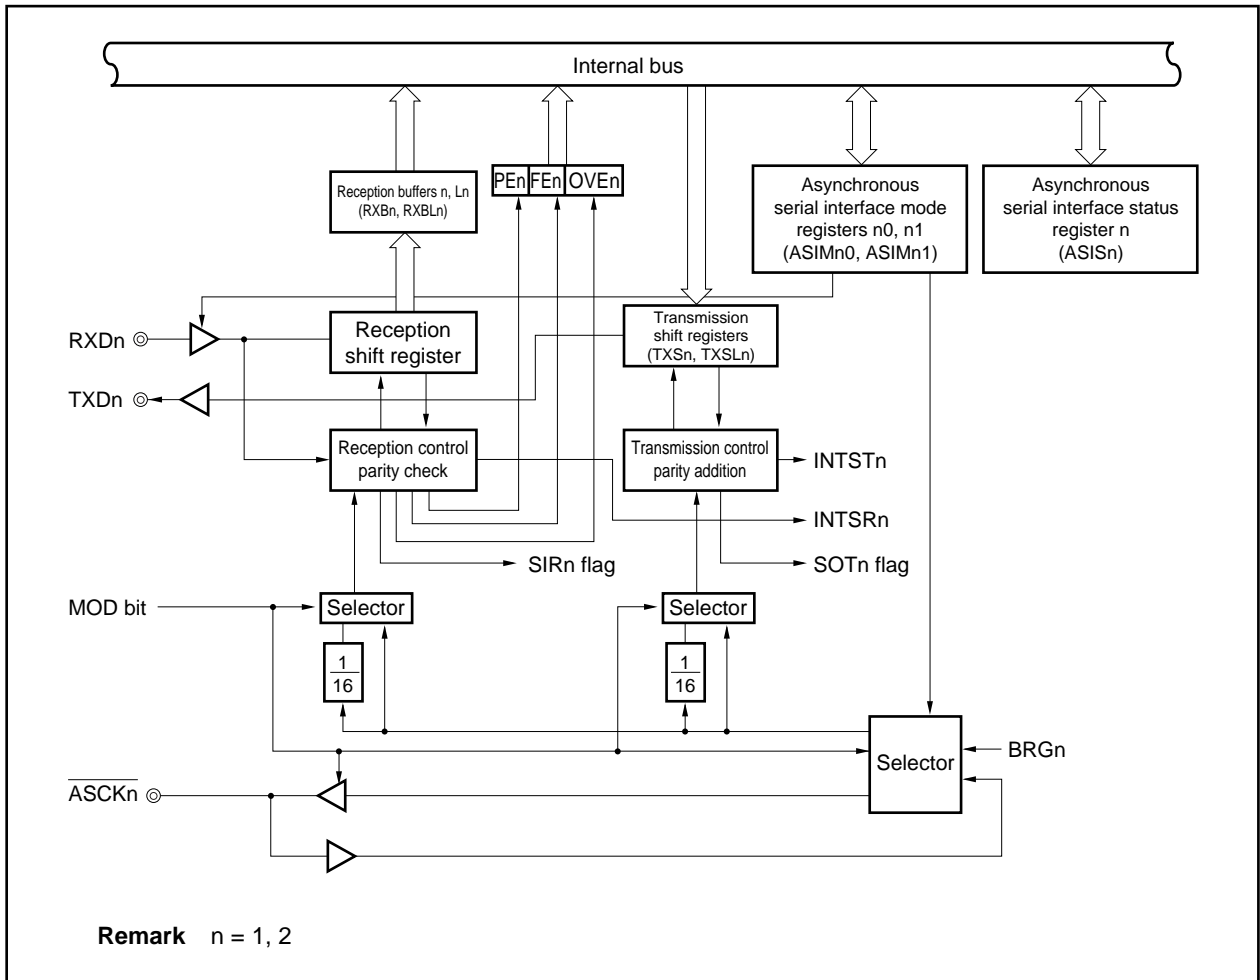 Internal bus
Reception buffers n, Ln
(RXBn, RXBLn)
PEn FEn OVEn
Asynchronous
serial interface mode
registers n0, n1
(ASIMn0, ASIMn1)
Asynchronous
serial interface status
register n
(ASISn)
RXDn
Reception
shift register
Transmission
shift registers
(TXSn, TXSLn)
TXDn
Reception control
parity check
Transmission control
parity addition
INTSTn
INTSRn
SIRn flag
SOTn flag
MOD bit
Selector
Selector
1
16
1
16
Selector
BRGn
ASCKn
Remark n = 1, 2